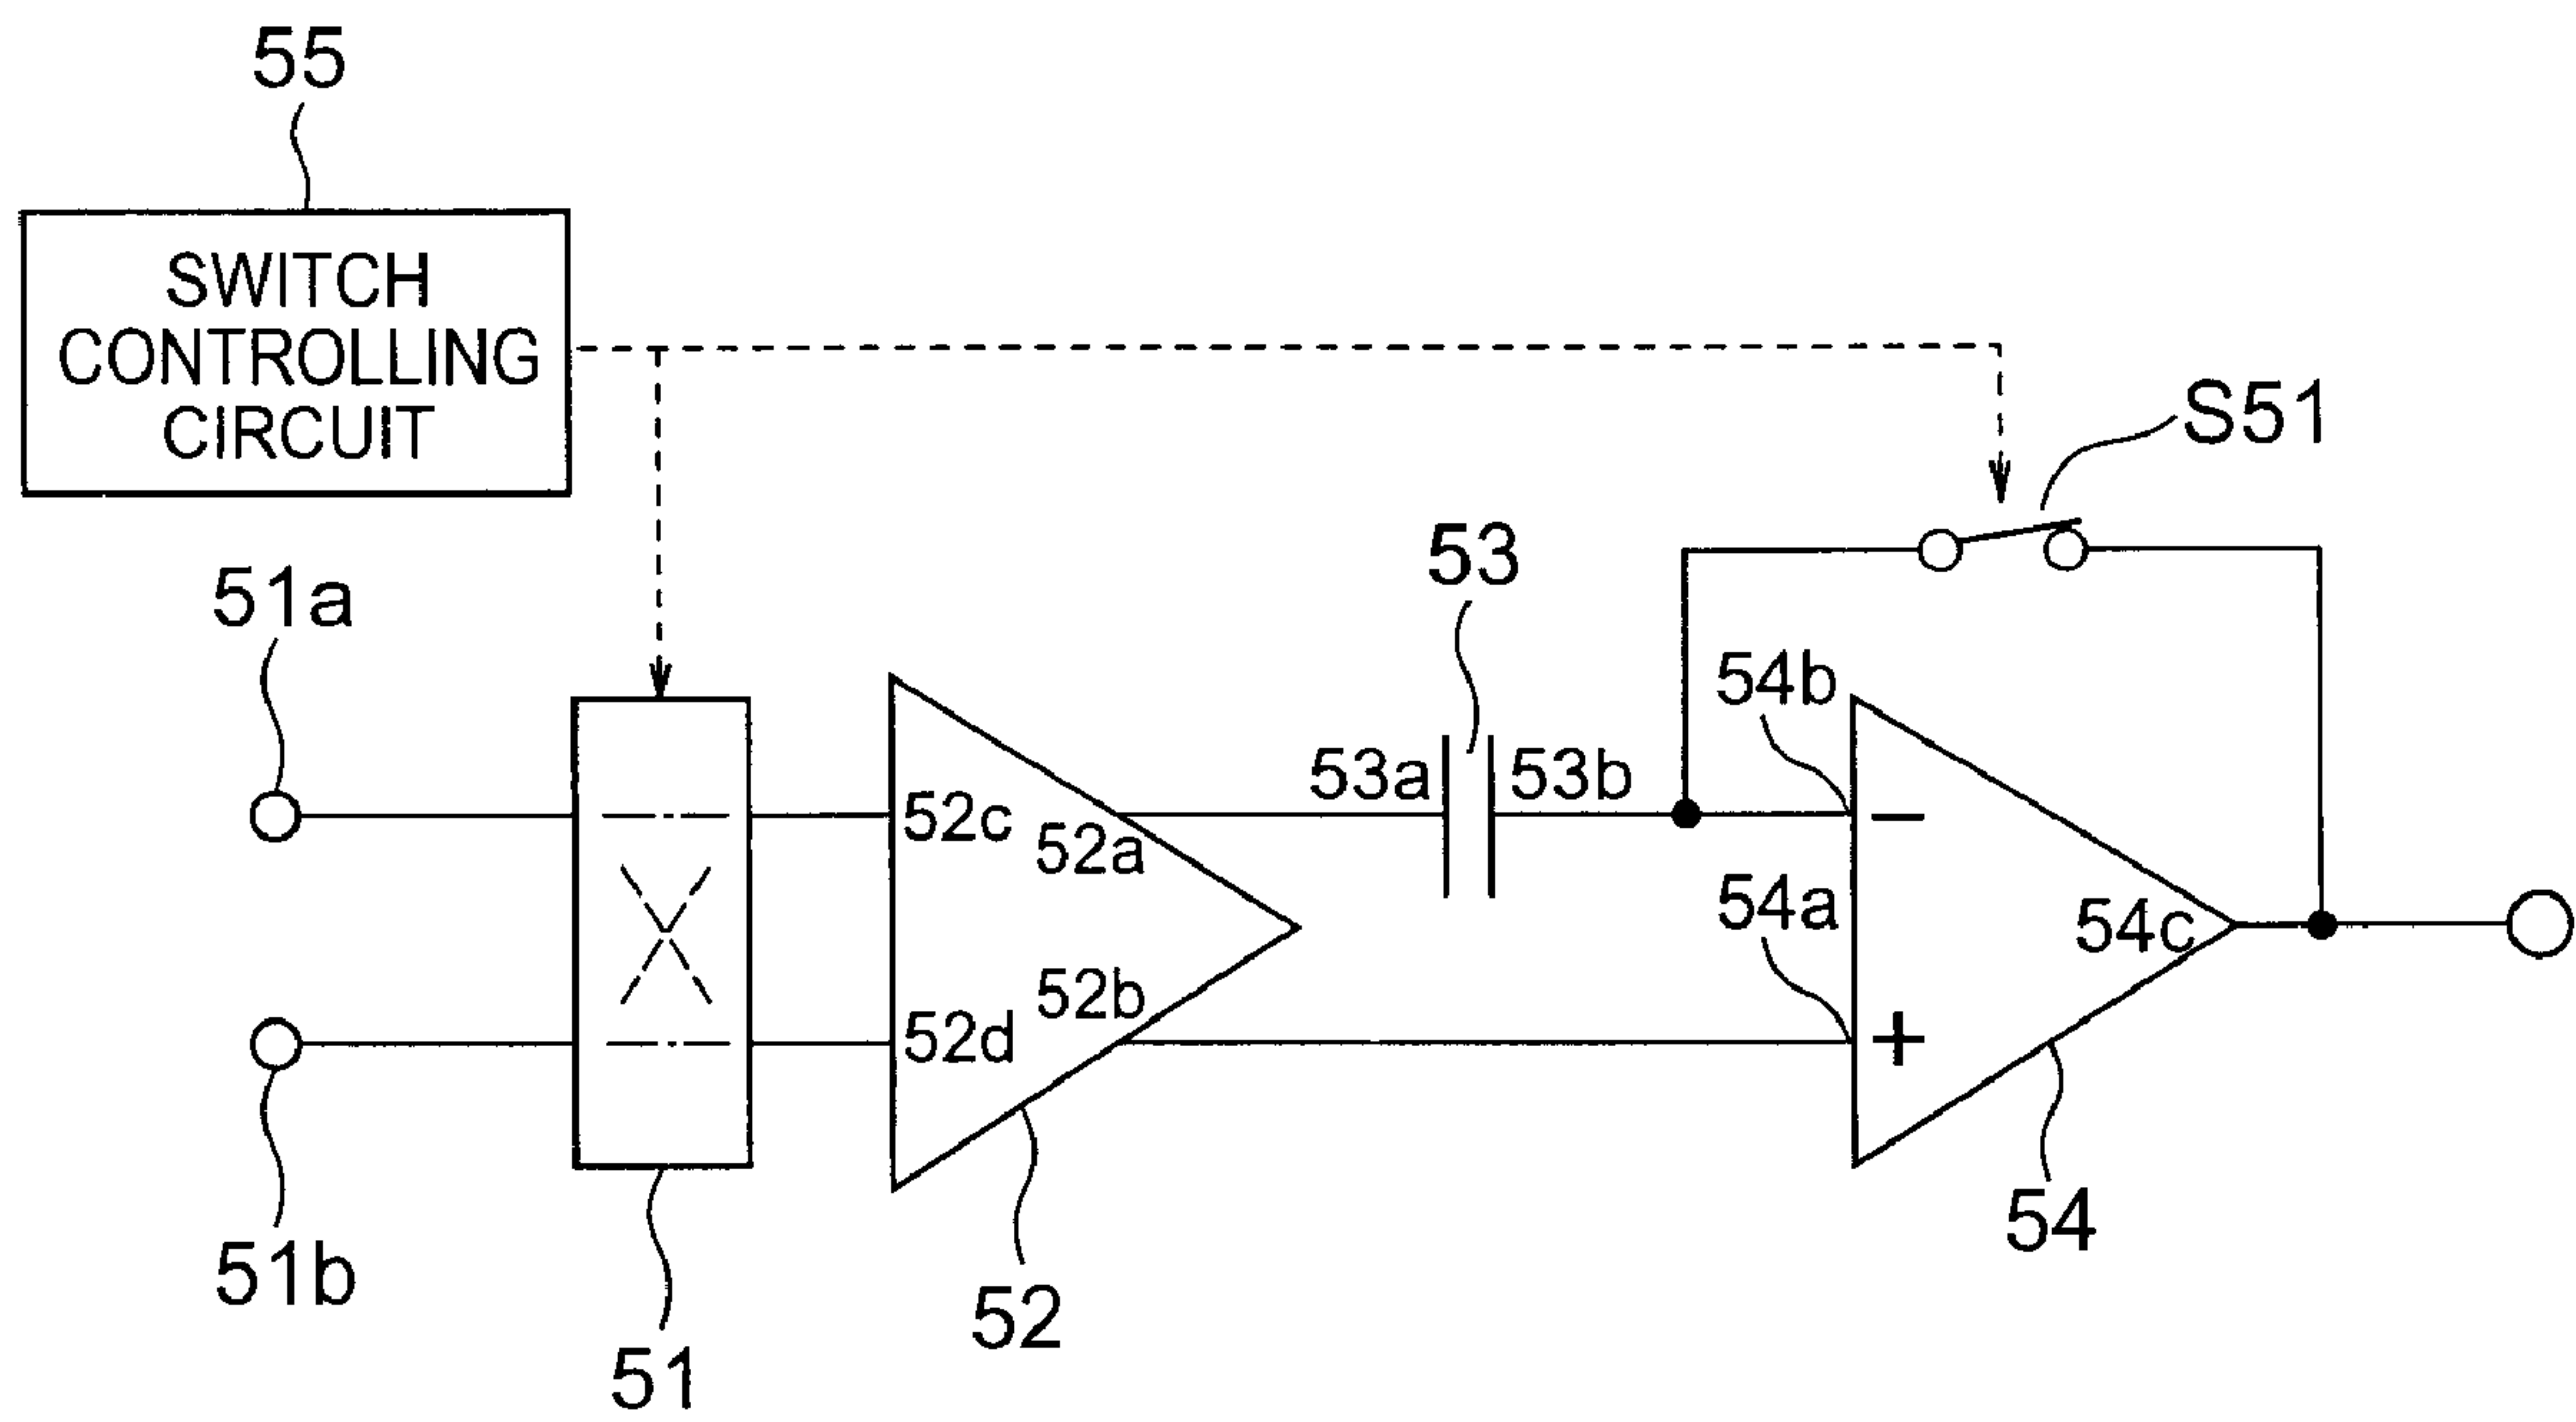 55
SWITCH
CONTROLLING
CIRCUIT
S51
53
51a
54b
53a
53b
52c
52a
−
54a
54c
52b
52d
+
54
51b
52
51